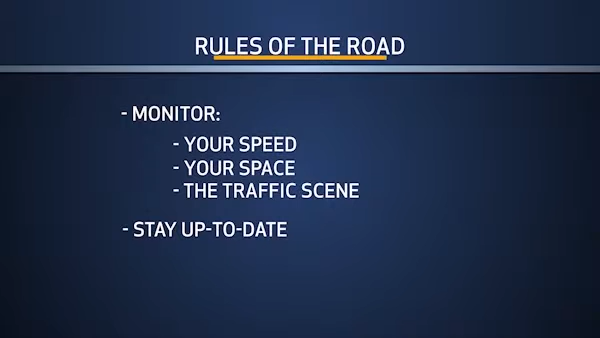 RULES OF THE ROAD
- MONITOR:
- YOUR SPEED
- YOUR SPACE
- THE TRAFFIC SCENE
- STAY UP-TO-DATE